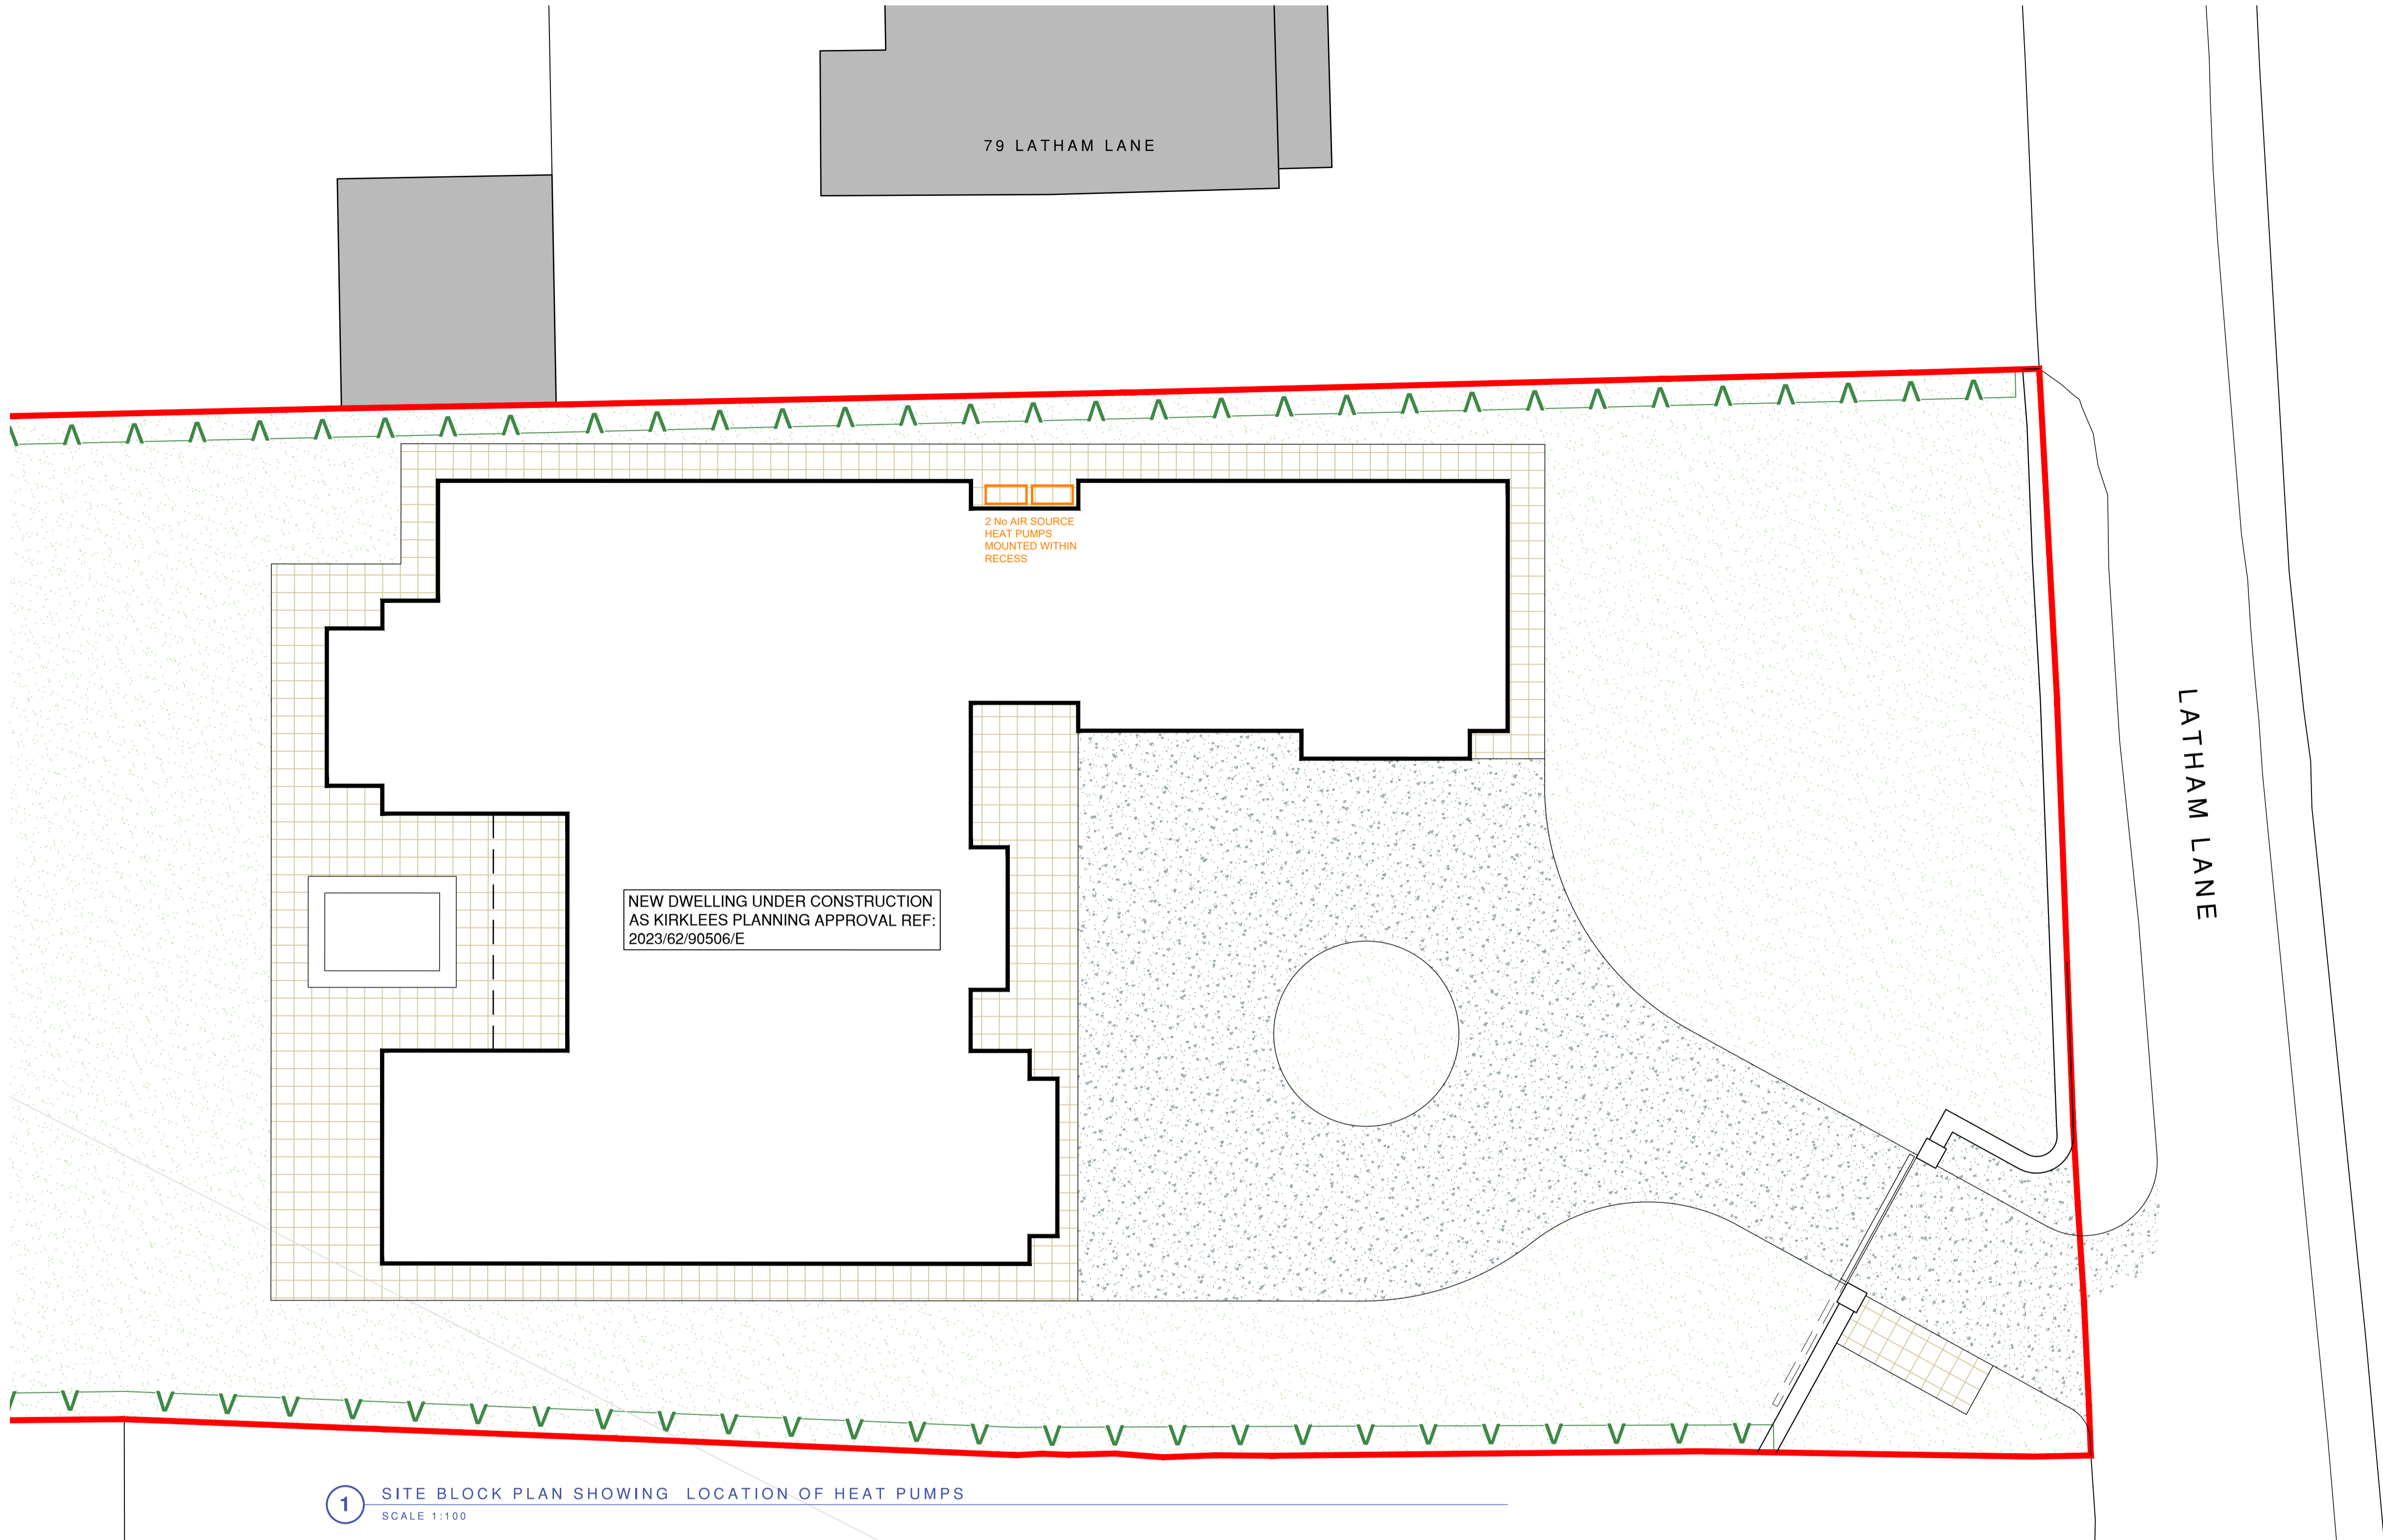 79 LATHAM LANE
2 No AIR SOURCE
HEAT PUMPS
MOUNTED WITHIN
RECESS
LATHAM LANE
NEW DWELLING UNDER CONSTRUCTION
AS KIRKLEES PLANNING APPROVAL REF:
2023/62/90506/E
1
SITE BLOCK PLAN SHOWING LOCATION OF HEAT PUMPS
SCALE 1:100